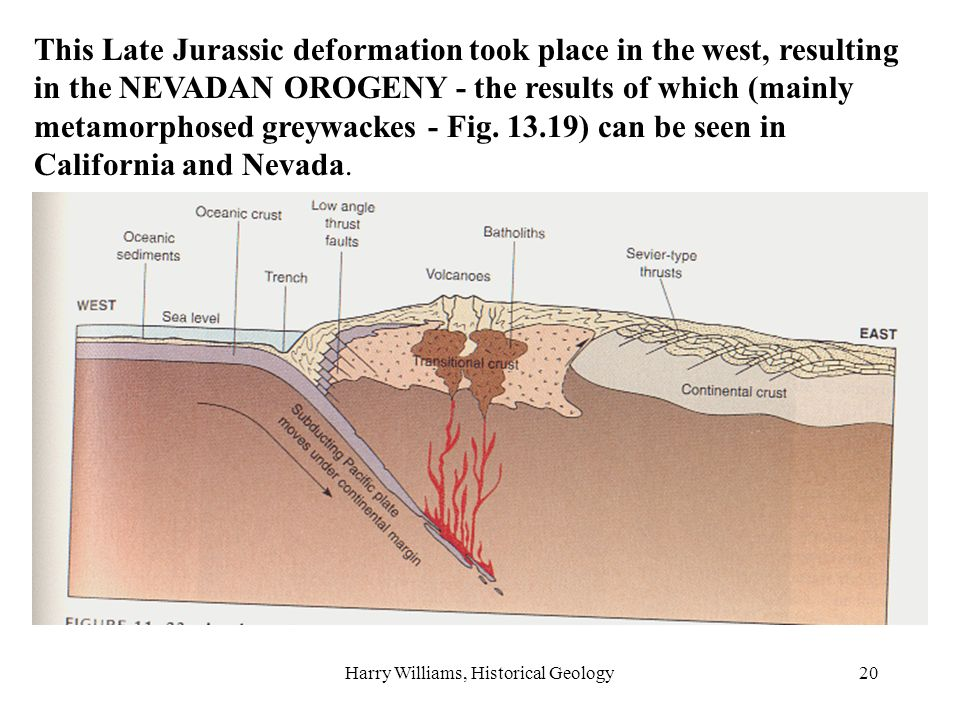 This Late Jurassic deformation took place in the west, resulting
in the NEVADAN OROGENY - the results of which (mainly
metamorphosed greywackes - Fig. 13.19) can be seen in
California and Nevada.
Low angle
thrust
faults
Oceanic crust
Batholiths
Oceanic
sediments
Sevier-type
thrusts
Trench
Volcanoes
WEST
Sea level
EAST
Transitional crust
Continental crust
Subducting Pacific plate
moves under continental margin
Harry Williams, Historical Geology
20